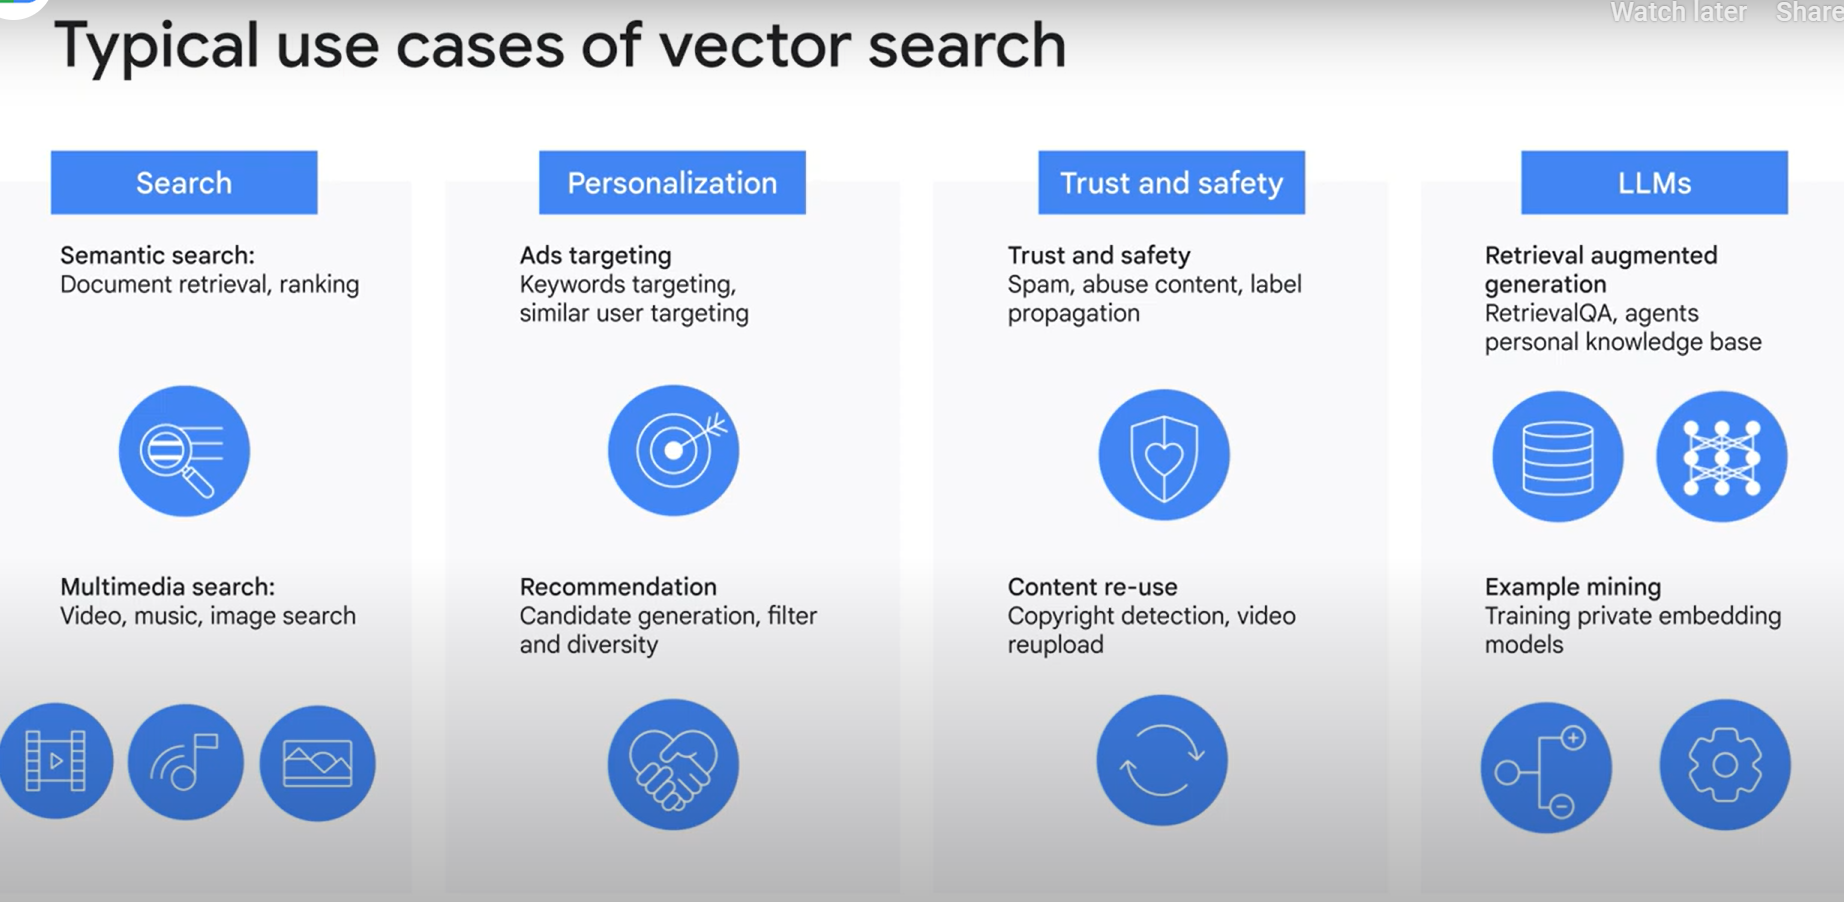 Watch later Share
Typical use cases of vector search
Search
Semantic search:
Document retrieval, ranking
Multimedia search:
Video, music, image search
Personalization
Ads targeting
Keywords targeting,
similar user targeting
Recommendation
Candidate generation, filter
and diversity
Trust and safety
Trust and safety
Spam, abuse content, label
propagation
Content re-use
Copyright detection, video
reupload
LLMs
Retrieval augmented
generation
RetrievalQA, agents
personal knowledge base
Example mining
Training private embedding
models